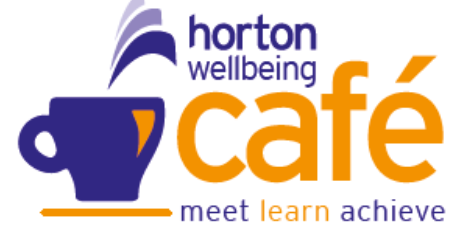 horton
wellbeing
café
meet learn achieve